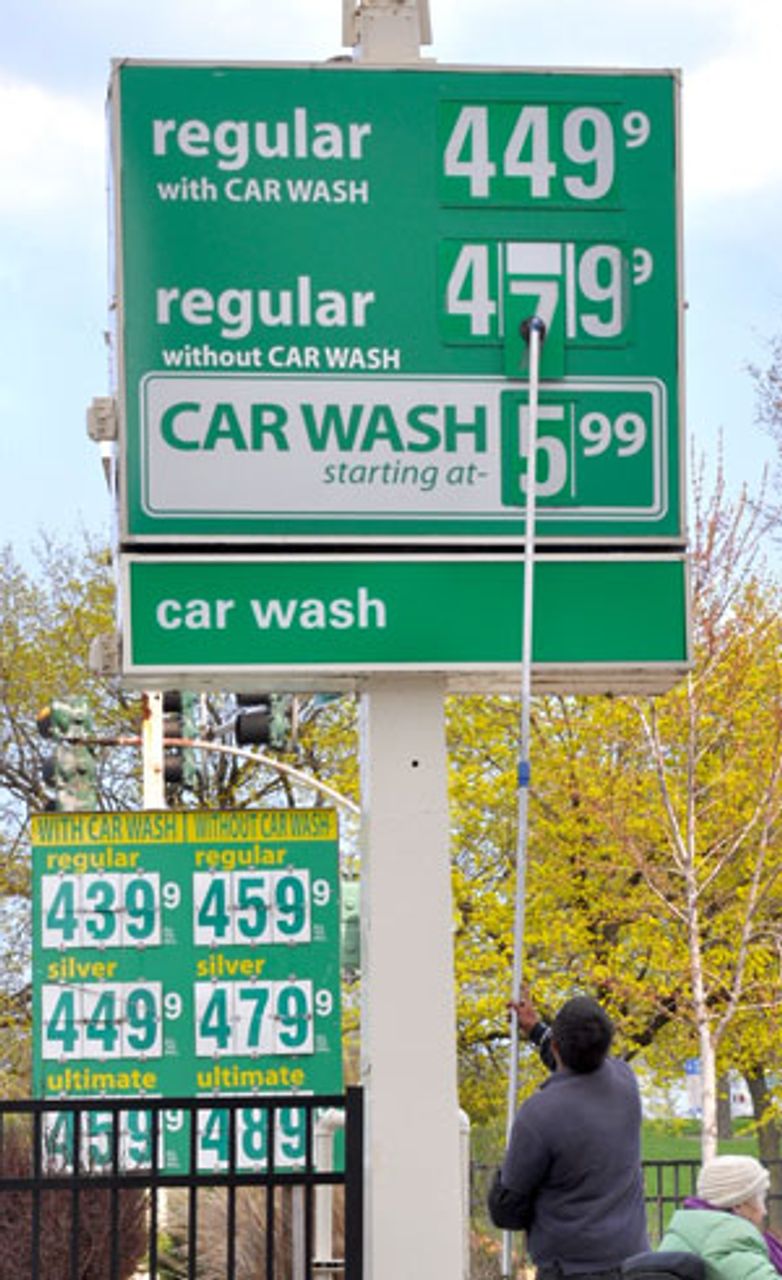 regular 449 9
with CAR WASH
regular 479 9
without CAR WASH
CAR WASH 5 99
starting at-
car wash
WITH CAR WASH WITHOUT CAR WASH
regular regular
439 9 459 9
silver silver
449 9 479 9
ultimate ultimate
459 9 489